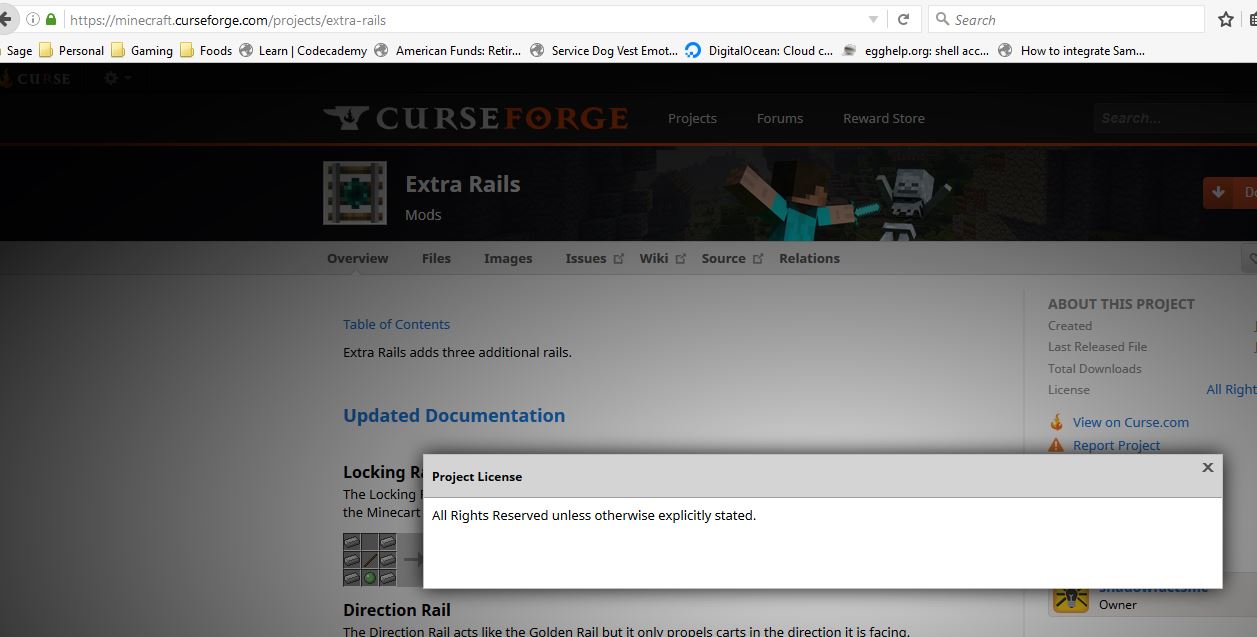 https://minecraft.curseforge.com/projects/extra-rails
Search
Sage Personal Gaming Foods Learn | Codecademy American Funds: Retir... Service Dog Vest Emot... DigitalOcean: Cloud c... egghelp.org: shell acc... How to integrate Sam...
CURSE
CURSEFORGE Projects Forums Reward Store Search...
Extra Rails
Mods
Overview Files Images Issues Wiki Source Relations
Table of Contents
Extra Rails adds three additional rails.
Updated Documentation
Locking
The Locking
the Minecart
Direction Rail
The Direction Rail acts like the Golden Rail but it only propels carts in the direction it is facing.
ABOUT THIS PROJECT
Created
Last Released File
Total Downloads
License All Right
View on Curse.com
Report Project
Project License
All Rights Reserved unless otherwise explicitly stated.
Owner